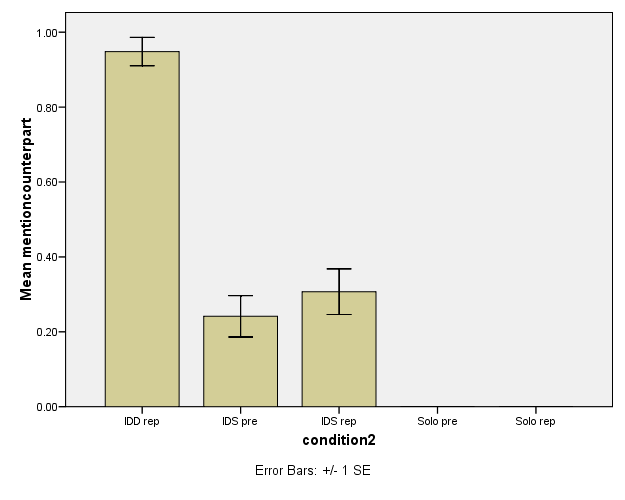 Mean mentioncounterpart
1.00
0.80
0.60
0.40
0.20
0.00
IDD rep IDS pre IDS rep Solo pre Solo rep
condition2
Error Bars: +/- 1 SE